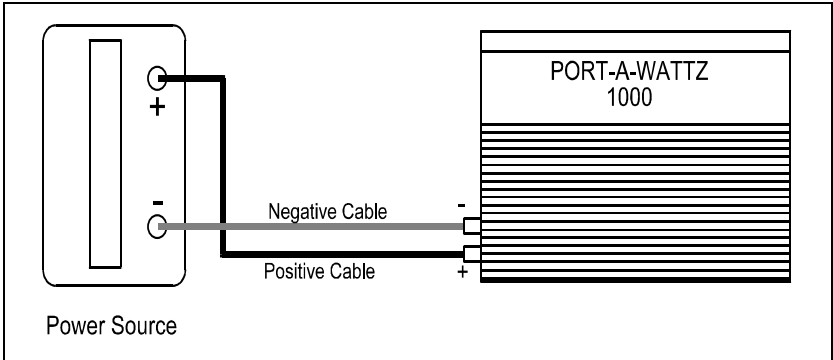 PORT-A-WATTZ
1000
+
-
Negative Cable
-
Positive Cable
+
Power Source